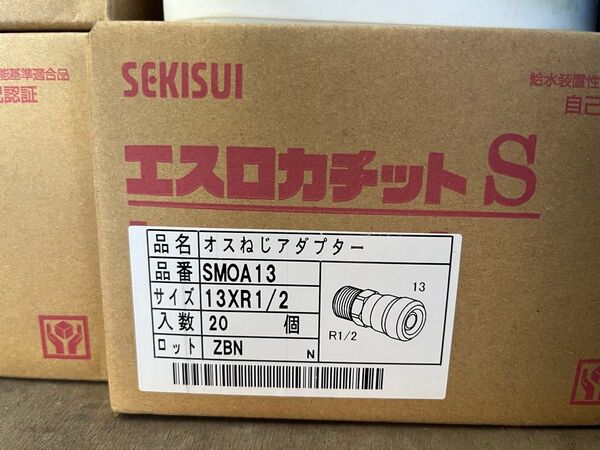 能基準適合品
己認証
SEKISUI
給水装置性
自己
エスロカチットS
品名 オスねじアダプター
品番 SMOA13
サイズ 13XR1/2
入数 20 個
ロット ZBN N
13
R1/2